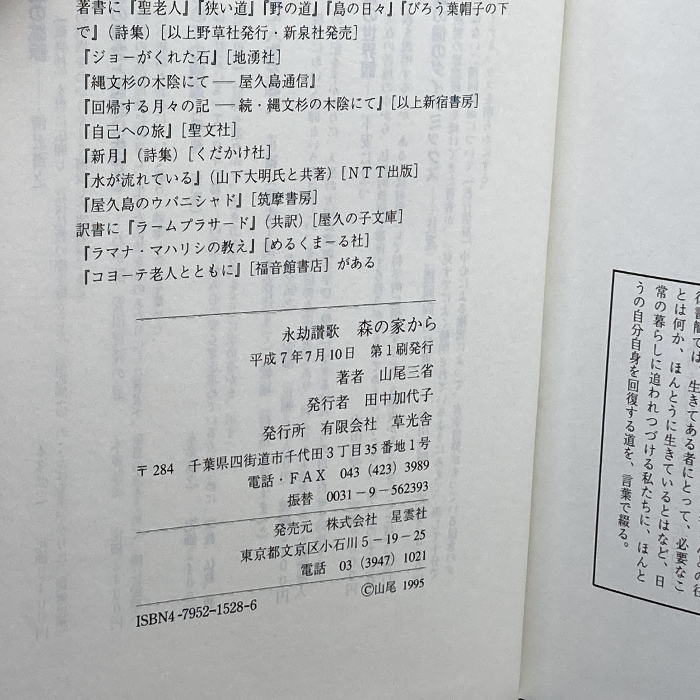 著書に『聖老人』『狭い道』『野の道』『島の日々』『びろう葉帽子の下
で』(詩集)[以上野草社発行・新泉社発売]
『ジョーがくれた石』[地湧社]
『縄文杉の木陰にて──屋久島通信』
『回帰する月々の記──続・縄文杉の木陰にて』[以上新宿書房]
『自己への旅』[聖文社]
『新月』(詩集)[くだかけ社]
『水が流れている』(山下大明氏と共著)[NTT出版]
『屋久島のウパニシャド』[筑摩書房]
訳書に『ラームプラサード』(共訳)[屋久の子文庫]
『ラマナ・マハリシの教え』[めるくまーる社]
『コヨーテ老人とともに』[福音館書店]がある
永劫讃歌 森の家から
平成7年7月10日 第1刷発行
著者 山尾三省
発行者 田中加代子
発行所 有限会社 草光舎
〒284 千葉県四街道市千代田3丁目35番地1号
電話・FAX 043(423)3989
振替 0031-9-562393
発売元 株式会社 星雲社
東京都文京区小石川5-19-25
電話 03(3947)1021
©山尾 1995
ISBN4-7952-1528-6
生きてある者にとって、必要なこ
とは何か、ほんとうに生きているとはなど、日
常の暮らしに追われつづける私たちに、ほんと
うの自分自身を回復する道を、言葉で綴る。